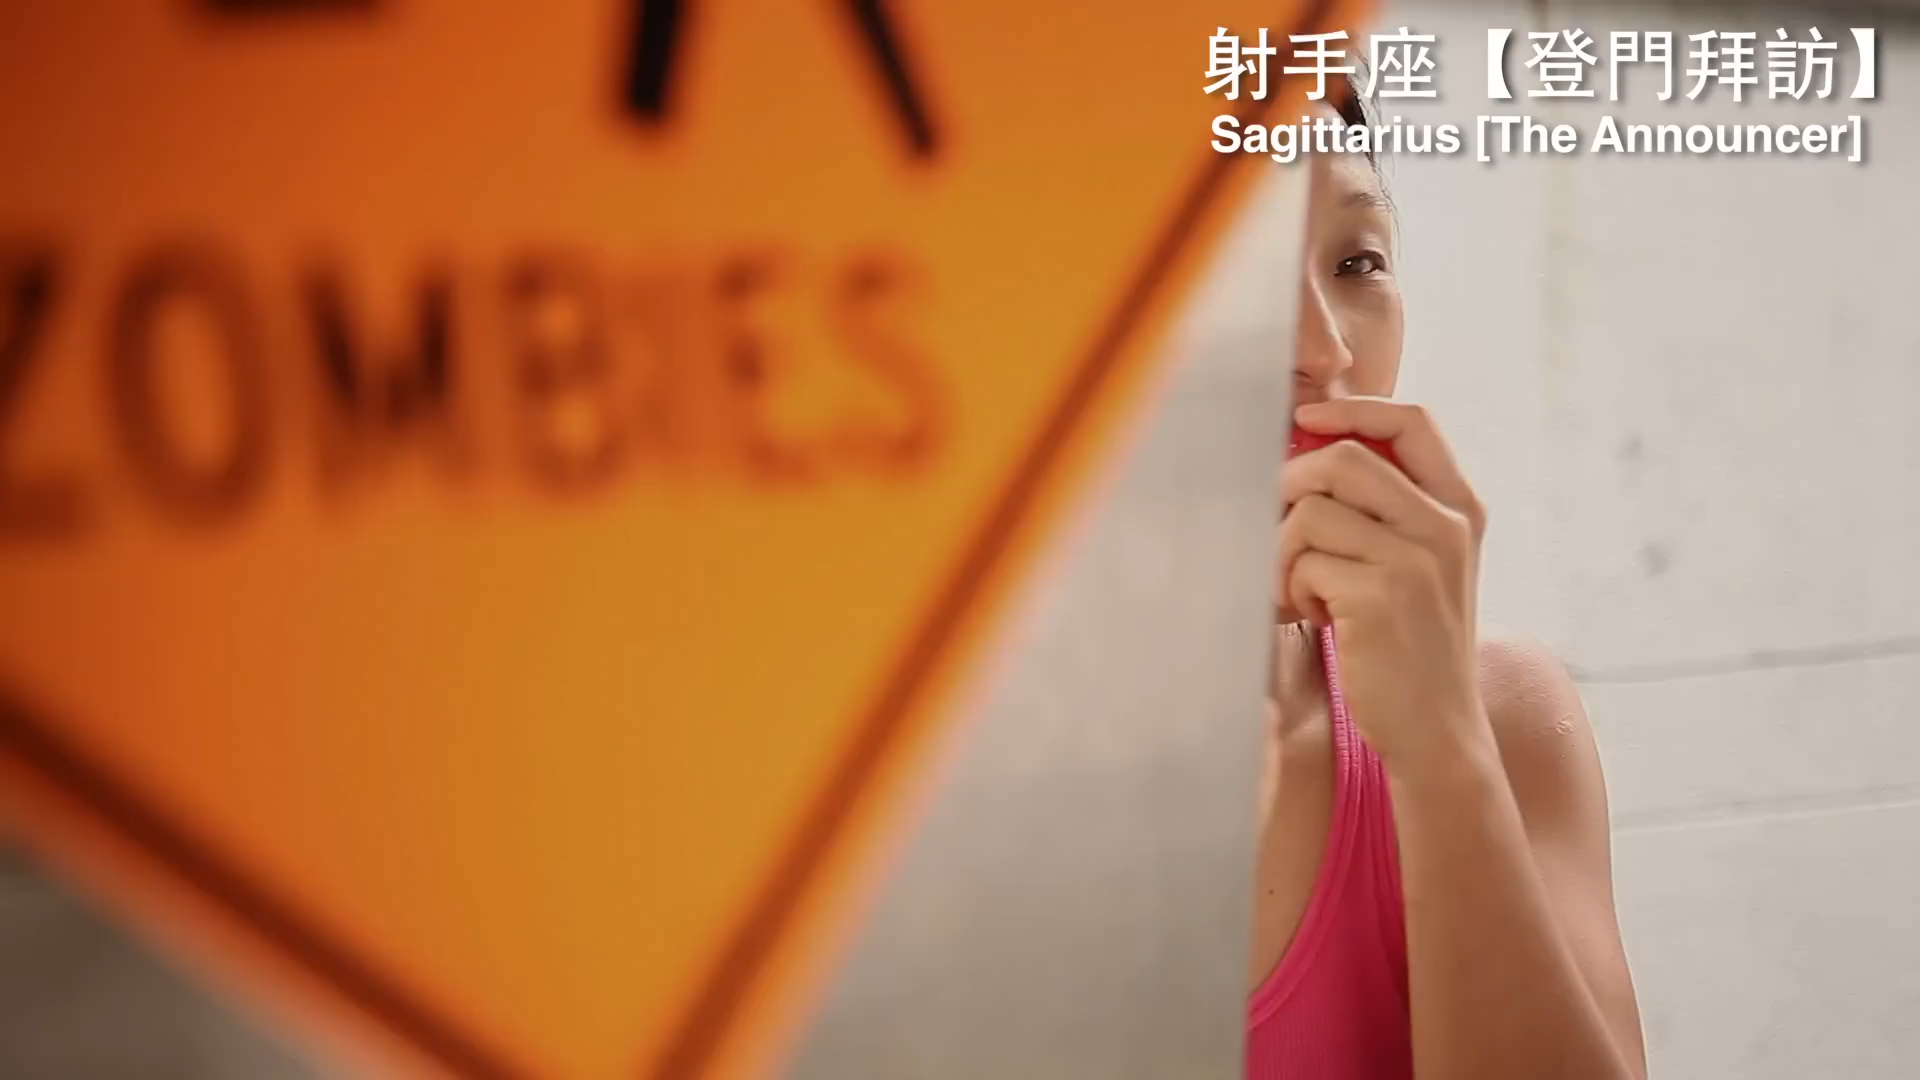 射手座【登門拜訪】
Sagittarius [The Announcer]
ZOMBIES